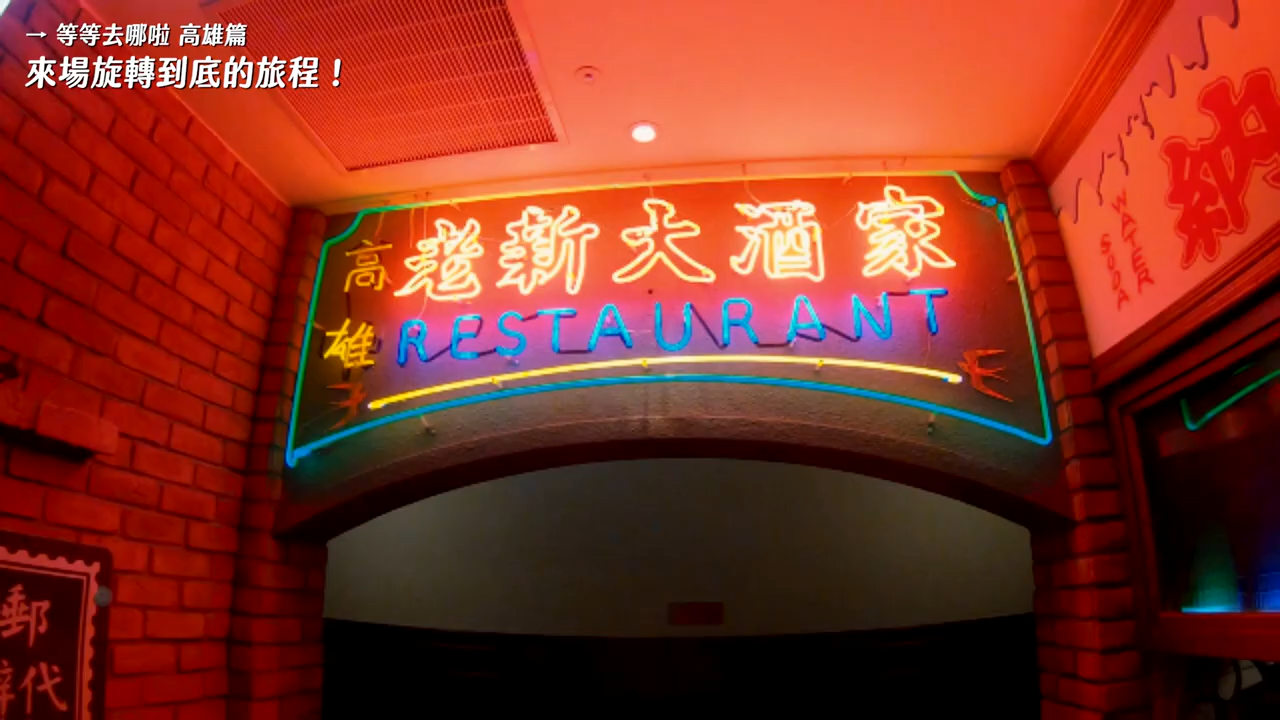 → 等等去哪啦 高雄篇
來場旋轉到底的旅程！
高雄
老新大酒家
RESTAURANT
WATER
SODA
郵
代